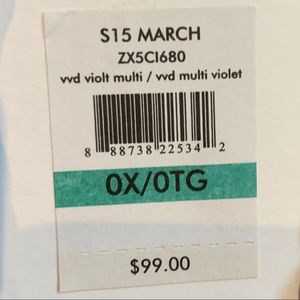 S15 MARCH
ZX5CI680
vvd violt multi / vvd multi violet
8 88738 22534 2
0X/0TG
$99.00